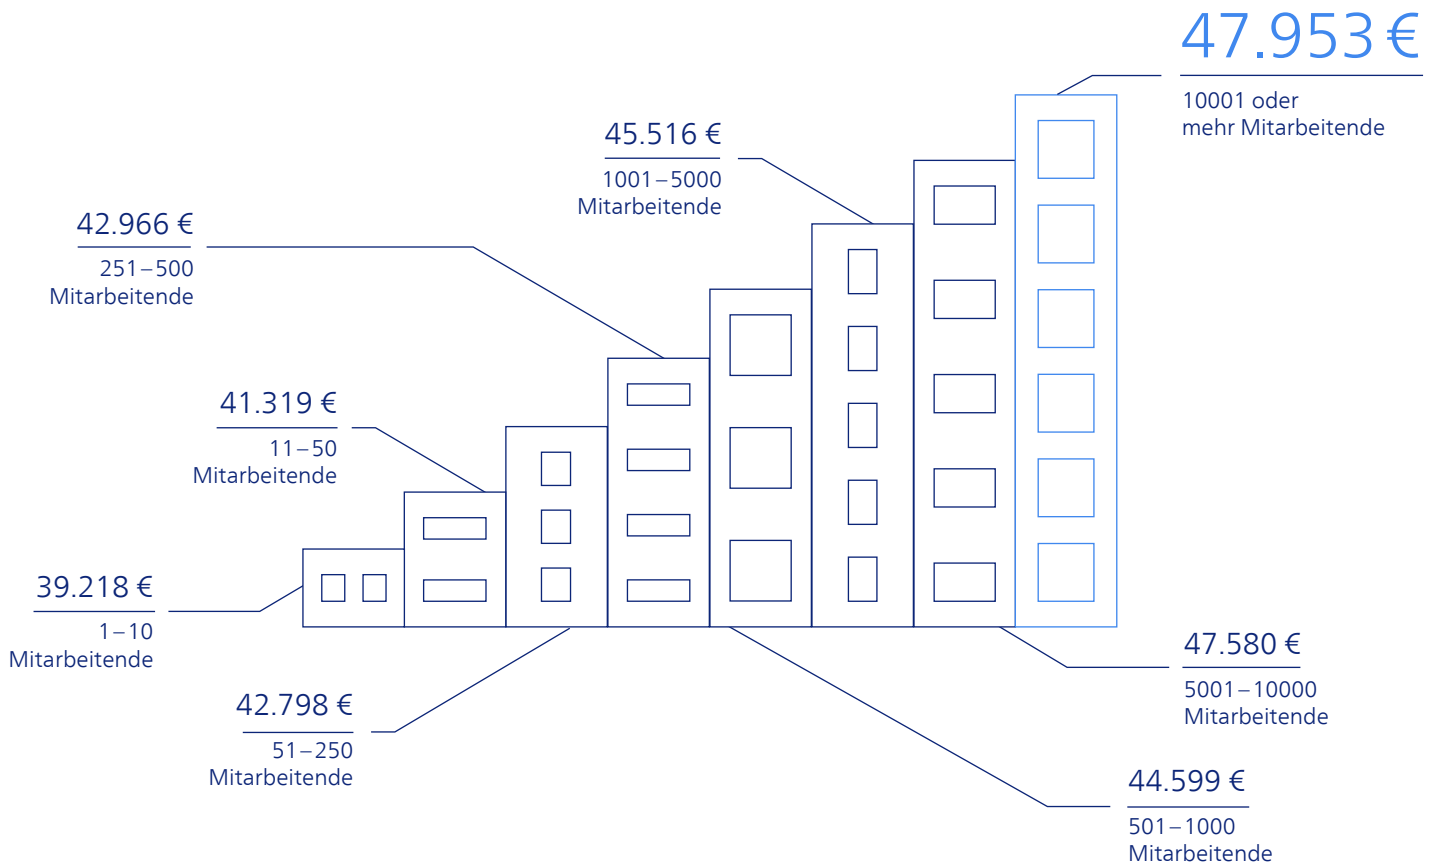 47.953 €
10001 oder
mehr Mitarbeitende
45.516 €
1001–5000
Mitarbeitende
42.966 €
251–500
Mitarbeitende
41.319 €
11–50
Mitarbeitende
39.218 €
1–10
Mitarbeitende
42.798 €
51–250
Mitarbeitende
47.580 €
5001–10000
Mitarbeitende
44.599 €
501–1000
Mitarbeitende